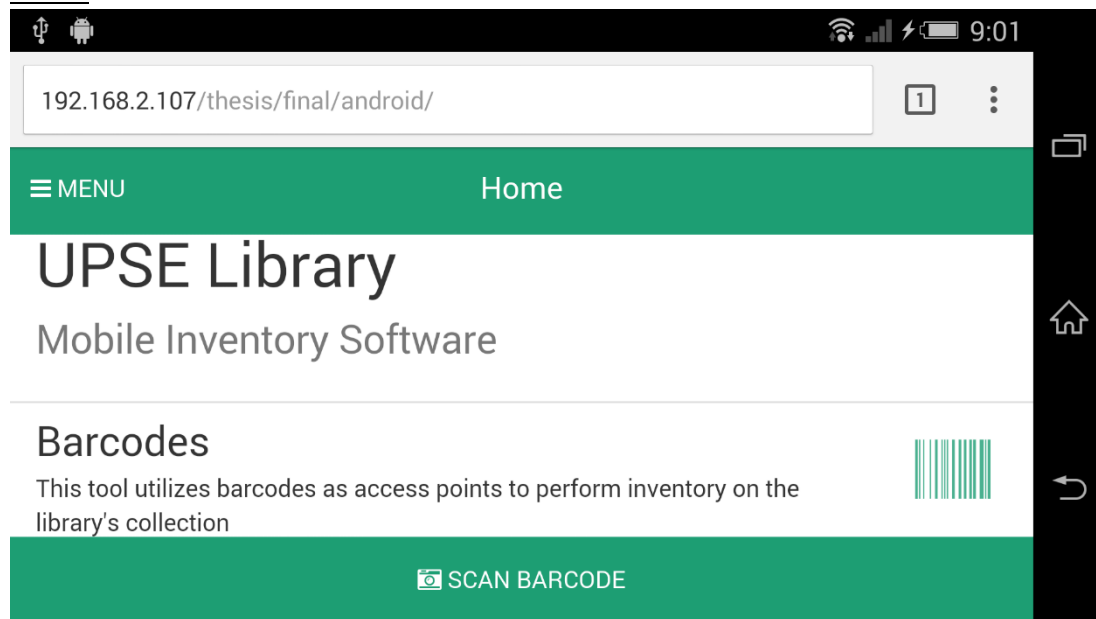 9:01
192.168.2.107/thesis/final/android/
1
MENU
Home
UPSE Library
Mobile Inventory Software
Barcodes
This tool utilizes barcodes as access points to perform inventory on the
library's collection
SCAN BARCODE